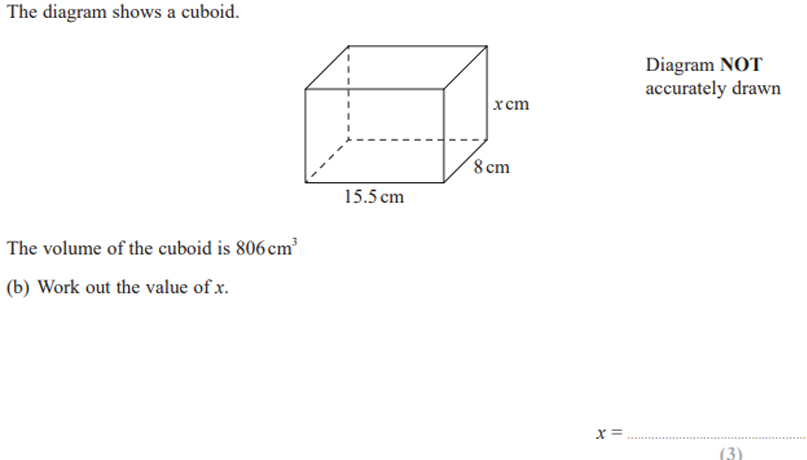 The diagram shows a cuboid.
Diagram NOT
accurately drawn
x cm
8 cm
15.5 cm
The volume of the cuboid is 806 cm³
(b) Work out the value of x.
x = ........................................................
(3)